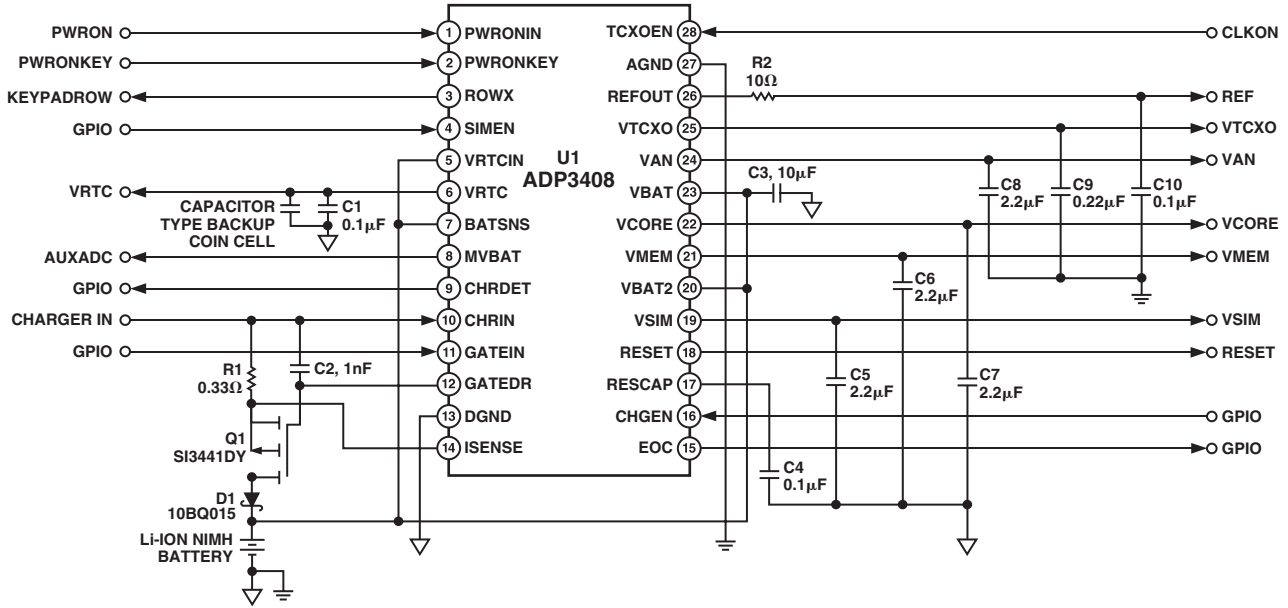 PWRON
PWRONKEY
KEYPADROW
GPIO
VRTC
CAPACITOR
TYPE BACKUP
COIN CELL
C1
0.1μF
AUXADC
GPIO
CHARGER IN
GPIO
R1
0.33Ω
C2, 1nF
Q1
SI3441DY
D1
10BQ015
Li-ION NIMH
BATTERY
1 PWRONIN
2 PWRONKEY
3 ROWX
4 SIMEN
5 VRTCIN
6 VRTC
7 BATSNS
8 MVBAT
9 CHRDET
10 CHRIN
11 GATEIN
12 GATEDR
13 DGND
14 ISENSE
U1
ADP3408
TCXOEN 28
AGND 27
REFOUT 26
VTCXO 25
VAN 24
VBAT 23
VCORE 22
VMEM 21
VBAT2 20
VSIM 19
RESET 18
RESCAP 17
CHGEN 16
EOC 15
R2
10Ω
C3, 10μF
C8
2.2μF
C9
0.22μF
C10
0.1μF
C6
2.2μF
C5
2.2μF
C7
2.2μF
C4
0.1μF
CLKON
REF
VTCXO
VAN
VCORE
VMEM
VSIM
RESET
GPIO
GPIO